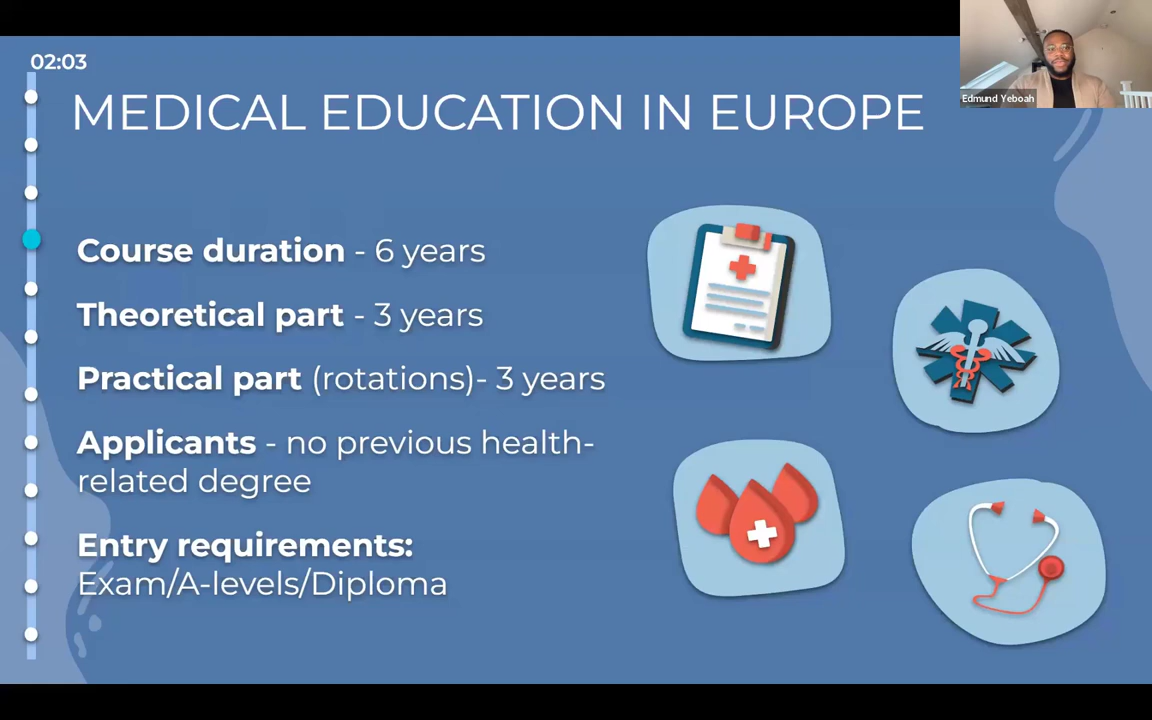 02:03
MEDICAL EDUCATION IN EUROPE
Edmund Yeboah
Course duration - 6 years
Theoretical part - 3 years
Practical part (rotations)- 3 years
Applicants - no previous health-
related degree
Entry requirements:
Exam/A-levels/Diploma